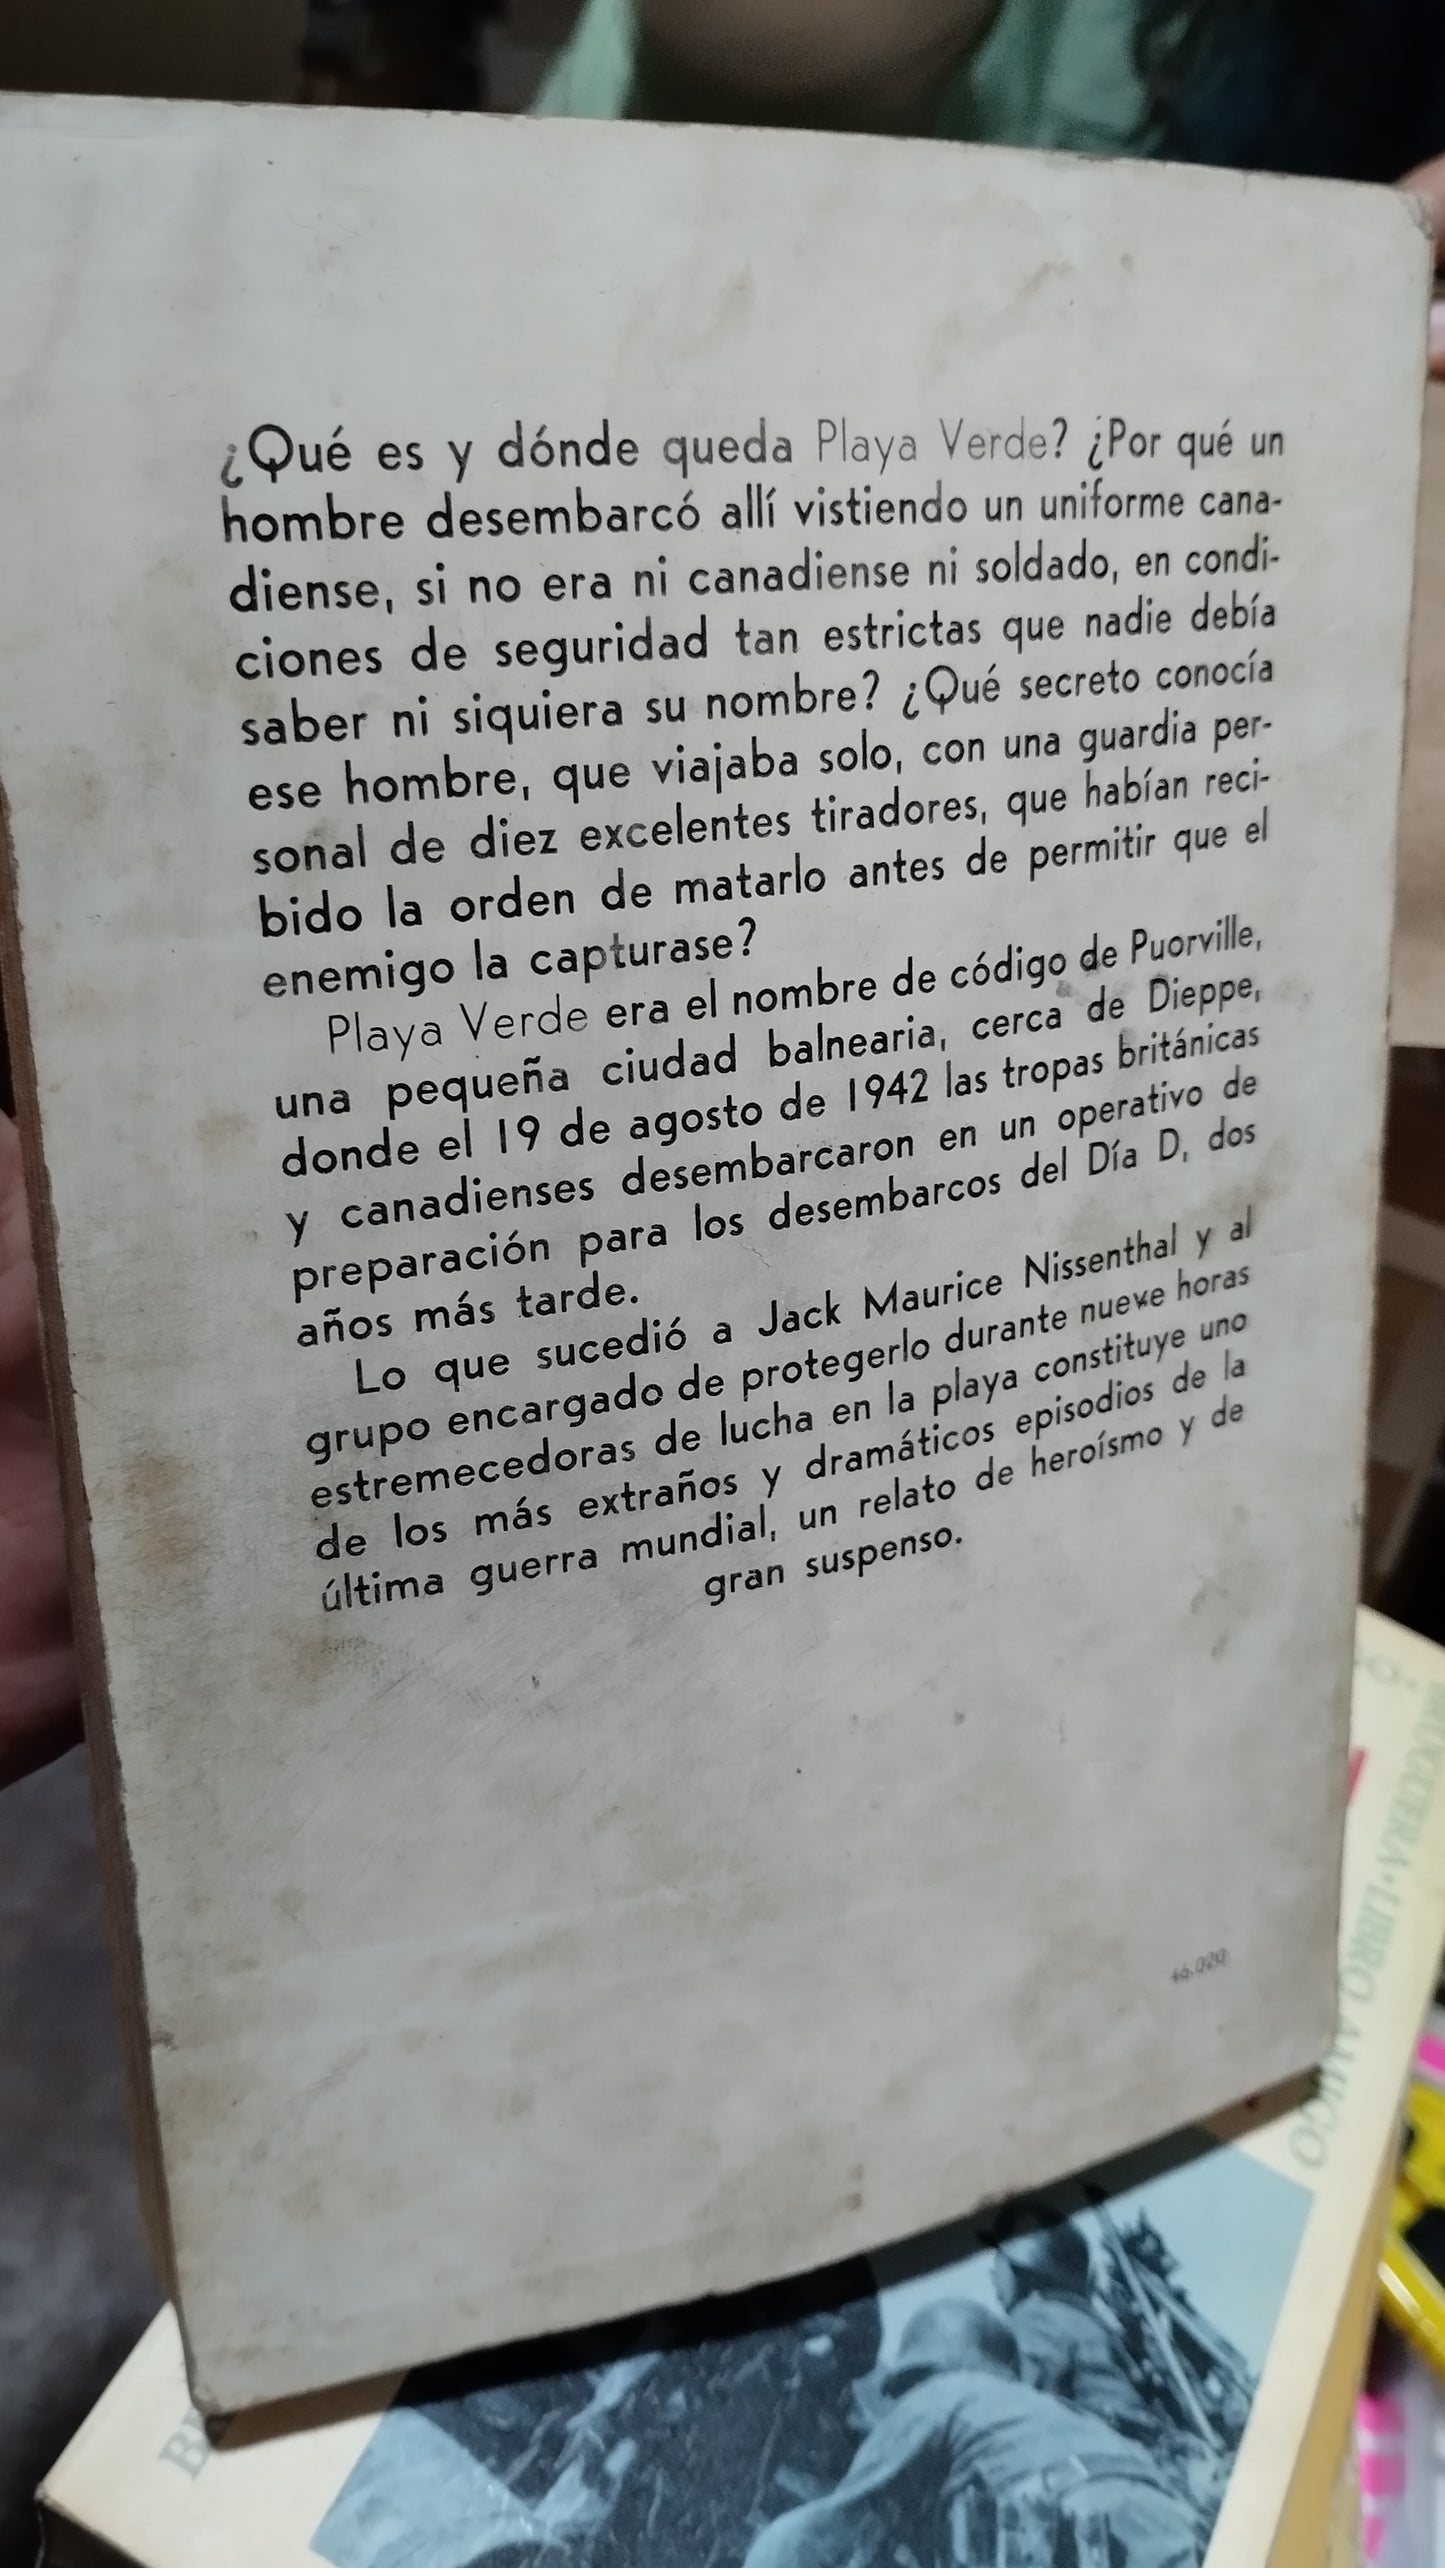 ¿Qué es y dónde queda Playa Verde? ¿Por qué un
hombre desembarcó allí vistiendo un uniforme cana-
diense, si no era ni canadiense ni soldado, en condi-
ciones de seguridad tan estrictas que nadie debía
saber ni siquiera su nombre? ¿Qué secreto conocía
ese hombre, que viajaba solo, con una guardia per-
sonal de diez excelentes tiradores, que habían reci-
bido la orden de matarlo antes de permitir que el
enemigo la capturase?
Playa Verde era el nombre de código de Puorville,
una pequeña ciudad balnearia, cerca de Dieppe,
donde el 19 de agosto de 1942 las tropas británicas
y canadienses desembarcaron en un operativo de
preparación para los desembarcos del Día D, dos
años más tarde.
Lo que sucedió a Jack Maurice Nissenthal y al
grupo encargado de protegerlo durante nueve horas
estremecedoras de lucha en la playa constituye uno
de los más extraños y dramáticos episodios de la
última guerra mundial, un relato de heroísmo y de
gran suspenso.
46.020
BRUGUERA•LIBRO AMIGO